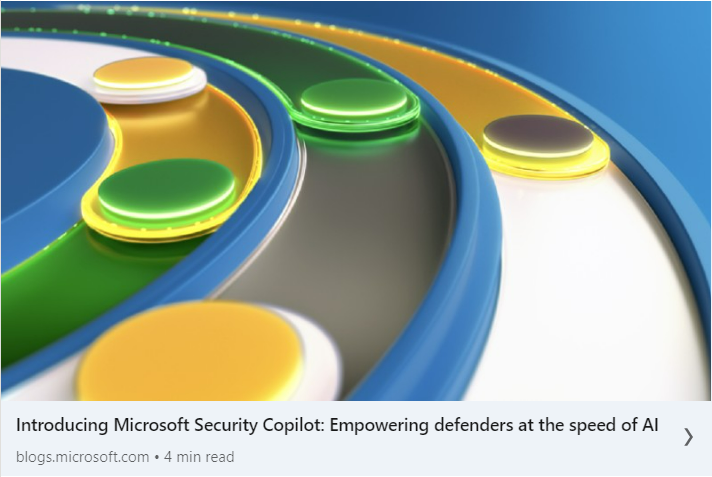 Introducing Microsoft Security Copilot: Empowering defenders at the speed of AI
blogs.microsoft.com • 4 min read